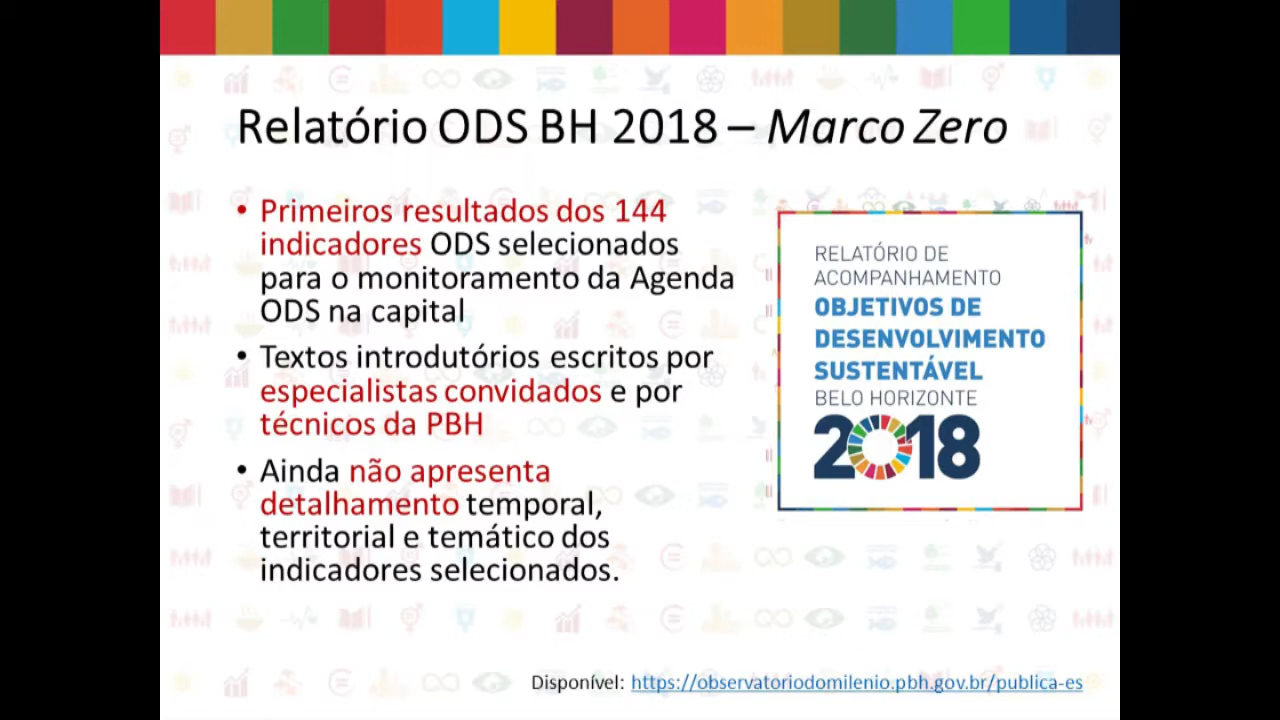 Relatório ODS BH 2018 – Marco Zero
• Primeiros resultados dos 144
indicadores ODS selecionados
para o monitoramento da Agenda
ODS na capital
• Textos introdutórios escritos por
especialistas convidados e por
técnicos da PBH
• Ainda não apresenta
detalhamento temporal,
territorial e temático dos
indicadores selecionados.
RELATÓRIO DE
ACOMPANHAMENTO
OBJETIVOS DE
DESENVOLVIMENTO
SUSTENTÁVEL
BELO HORIZONTE
2018
Disponível: https://observatoriodomilenio.pbh.gov.br/publica-es